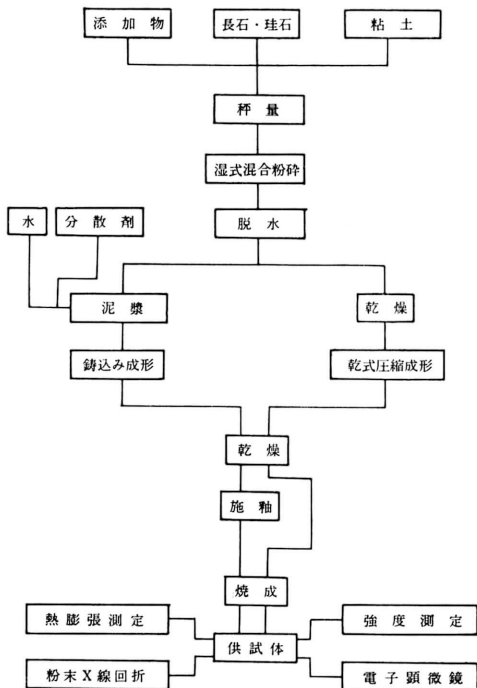 添加物
長石・珪石
粘土
秤量
湿式混合粉砕
脱水
水
分散剤
泥漿
乾燥
鋳込み成形
乾式圧縮成形
乾燥
施釉
焼成
熱膨張測定
強度測定
供試体
粉末X線回折
電子顕微鏡